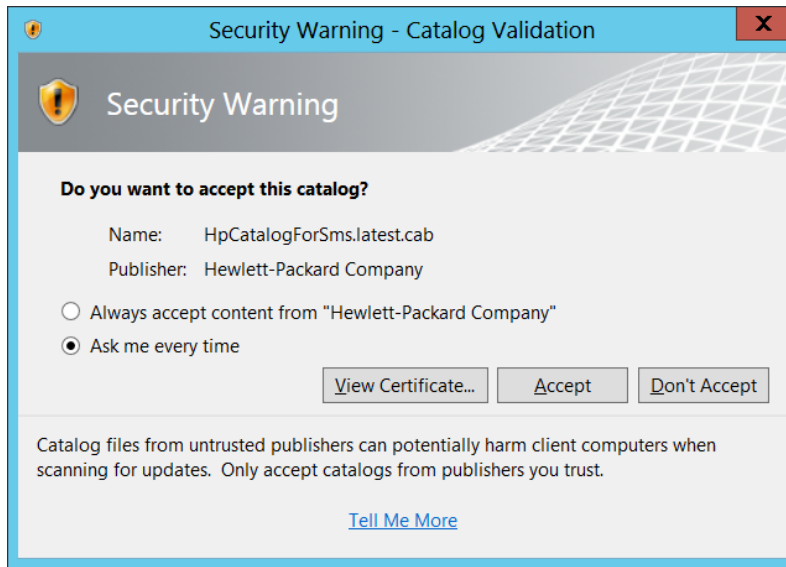 Security Warning - Catalog Validation
X
Security Warning
Do you want to accept this catalog?
Name: HpCatalogForSms.latest.cab
Publisher: Hewlett-Packard Company
Always accept content from "Hewlett-Packard Company"
Ask me every time
View Certificate... Accept Don't Accept
Catalog files from untrusted publishers can potentially harm client computers when
scanning for updates. Only accept catalogs from publishers you trust.
Tell Me More